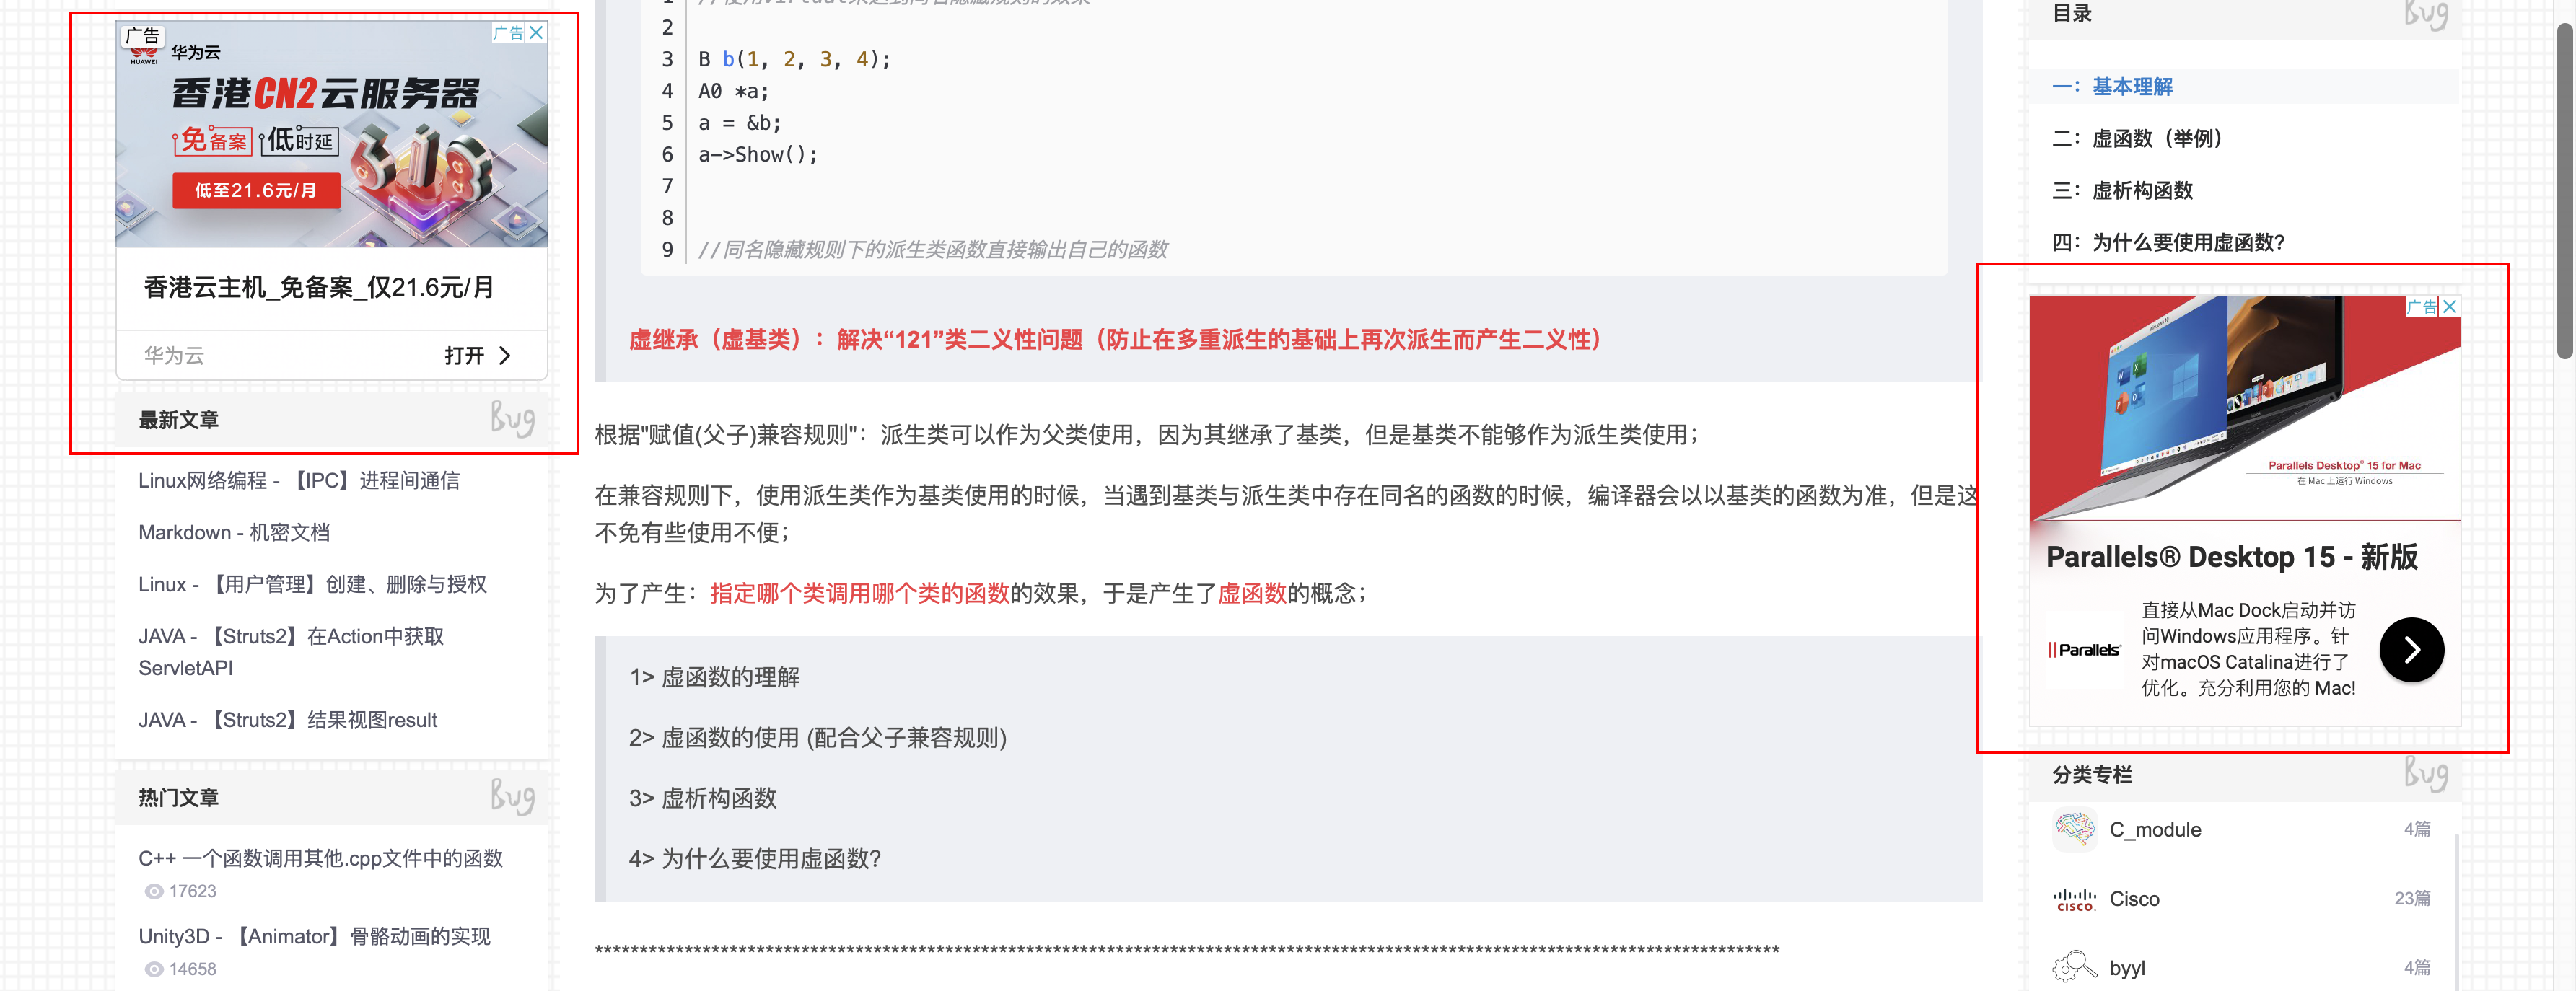 广告
HUAWEI
华为云
广告
香港CN2云服务器
免备案 低时延
低至21.6元/月
618
香港云主机_免备案_仅21.6元/月
华为云 打开
最新文章
Bug
Linux网络编程 - 【IPC】进程间通信
Markdown - 机密文档
Linux - 【用户管理】创建、删除与授权
JAVA - 【Struts2】在Action中获取
ServletAPI
JAVA - 【Struts2】结果视图result
热门文章
Bug
C++ 一个函数调用其他.cpp文件中的函数
17623
Unity3D - 【Animator】骨骼动画的实现
14658
1 //使用virtual来达到同名隐藏规则的效果
2
3 B b(1, 2, 3, 4);
4 A0 *a;
5 a = &b;
6 a->Show();
7
8
9 //同名隐藏规则下的派生类函数直接输出自己的函数
虚继承（虚基类）：解决“121”类二义性问题（防止在多重派生的基础上再次派生而产生二义性）
根据"赋值(父子)兼容规则"：派生类可以作为父类使用，因为其继承了基类，但是基类不能够作为派生类使用；
在兼容规则下，使用派生类作为基类使用的时候，当遇到基类与派生类中存在同名的函数的时候，编译器会以以基类的函数为准，但是这
不免有些使用不便；
为了产生：指定哪个类调用哪个类的函数的效果，于是产生了虚函数的概念；
1> 虚函数的理解
2> 虚函数的使用 (配合父子兼容规则)
3> 虚析构函数
4> 为什么要使用虚函数?
************************************************************************************************************************************
目录
Bug
一：基本理解
二：虚函数（举例）
三：虚析构函数
四：为什么要使用虚函数?
广告
Parallels Desktop® 15 for Mac
在 Mac 上运行 Windows
Parallels® Desktop 15 - 新版
Parallels®
直接从Mac Dock启动并访
问Windows应用程序。针
对macOS Catalina进行了
优化。充分利用您的 Mac!
分类专栏
Bug
C_module 4篇
CISCO.
Cisco 23篇
byyl 4篇